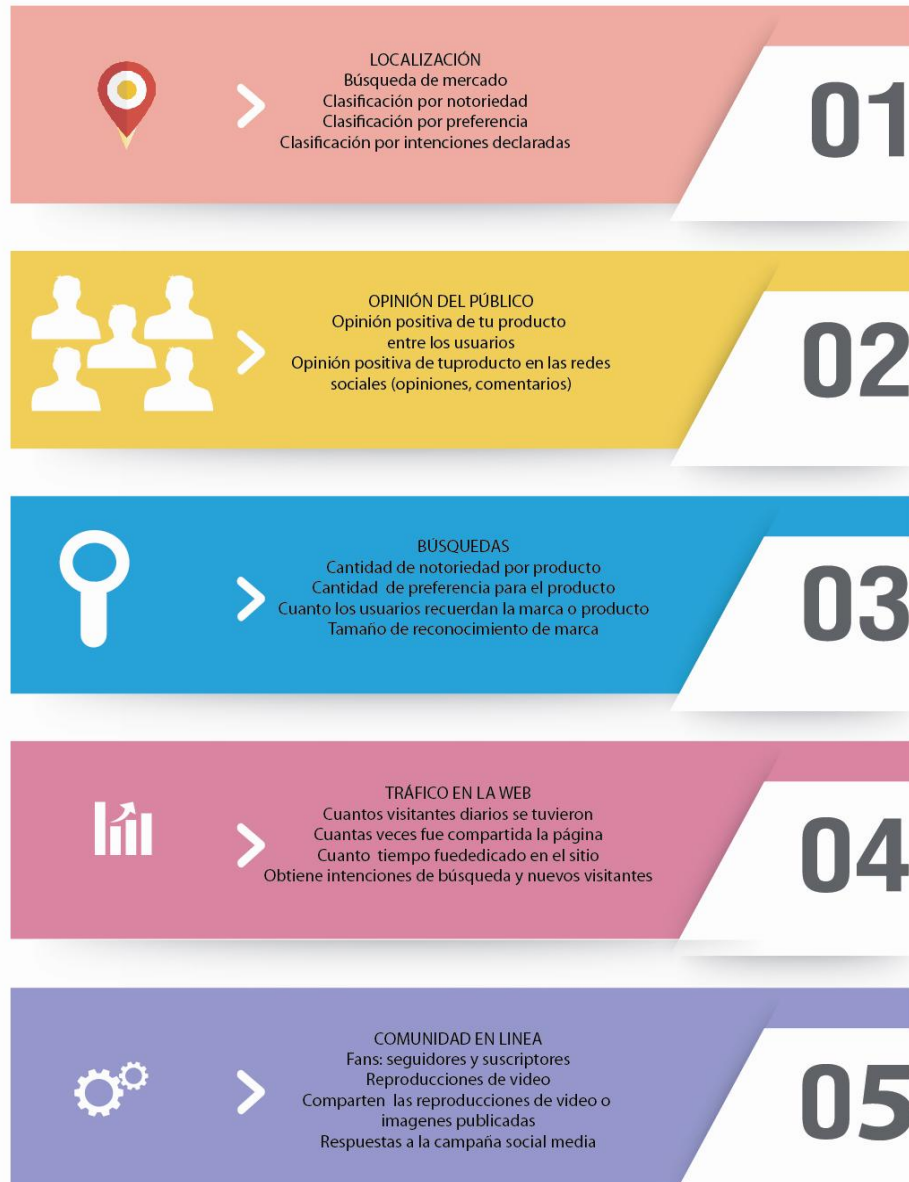 LOCALIZACIÓN
Búsqueda de mercado
Clasificación por notoriedad
Clasificación por preferencia
Clasificación por intenciones declaradas
01
OPINIÓN DEL PÚBLICO
Opinión positiva de tu producto
entre los usuarios
Opinión positiva de tuproducto en las redes
sociales (opiniones, comentarios)
02
BÚSQUEDAS
Cantidad de notoriedad por producto
Cantidad de preferencia para el producto
Cuanto los usuarios recuerdan la marca o producto
Tamaño de reconocimiento de marca
03
TRÁFICO EN LA WEB
Cuantos visitantes diarios se tuvieron
Cuantas veces fue compartida la página
Cuanto tiempo fuededicado en el sitio
Obtiene intenciones de búsqueda y nuevos visitantes
04
COMUNIDAD EN LINEA
Fans: seguidores y suscriptores
Reproducciones de video
Comparten las reproducciones de video o
imagenes publicadas
Respuestas a la campaña social media
05